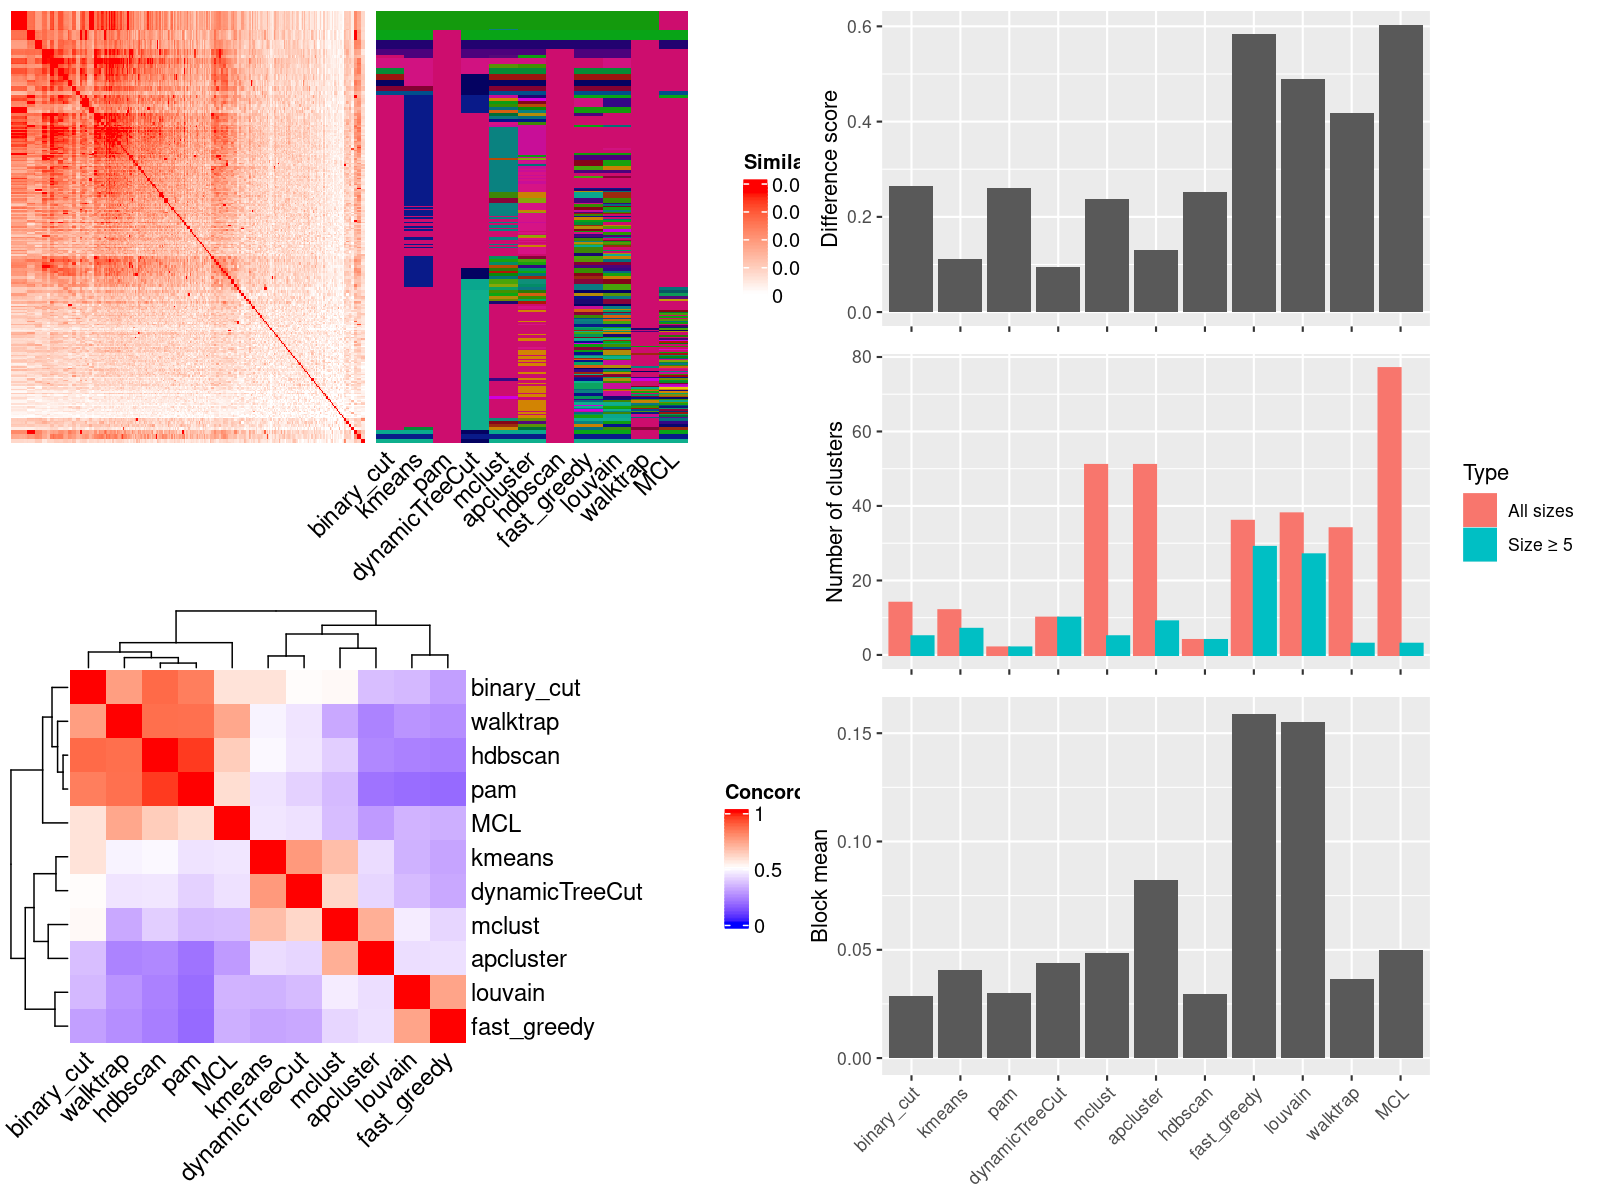 Simila
0.0
0.0
0.0
0.0
0
binary_cut
kmeans
pam
dynamicTreeCut
mclust
apcluster
hdbscan
fast_greedy
louvain
walktrap
MCL
binary_cut
walktrap
hdbscan
pam
MCL
kmeans
dynamicTreeCut
mclust
apcluster
louvain
fast_greedy
binary_cut
walktrap
hdbscan
pam
MCL
kmeans
dynamicTreeCut
mclust
apcluster
louvain
fast_greedy
Concord
1
0.5
0
Difference score
0.6
0.4
0.2
0.0
Number of clusters
80
60
40
20
0
Type
All sizes
Size ≥ 5
Block mean
0.15
0.10
0.05
0.00
binary_cut
kmeans
pam
dynamicTreeCut
mclust
apcluster
hdbscan
fast_greedy
louvain
walktrap
MCL